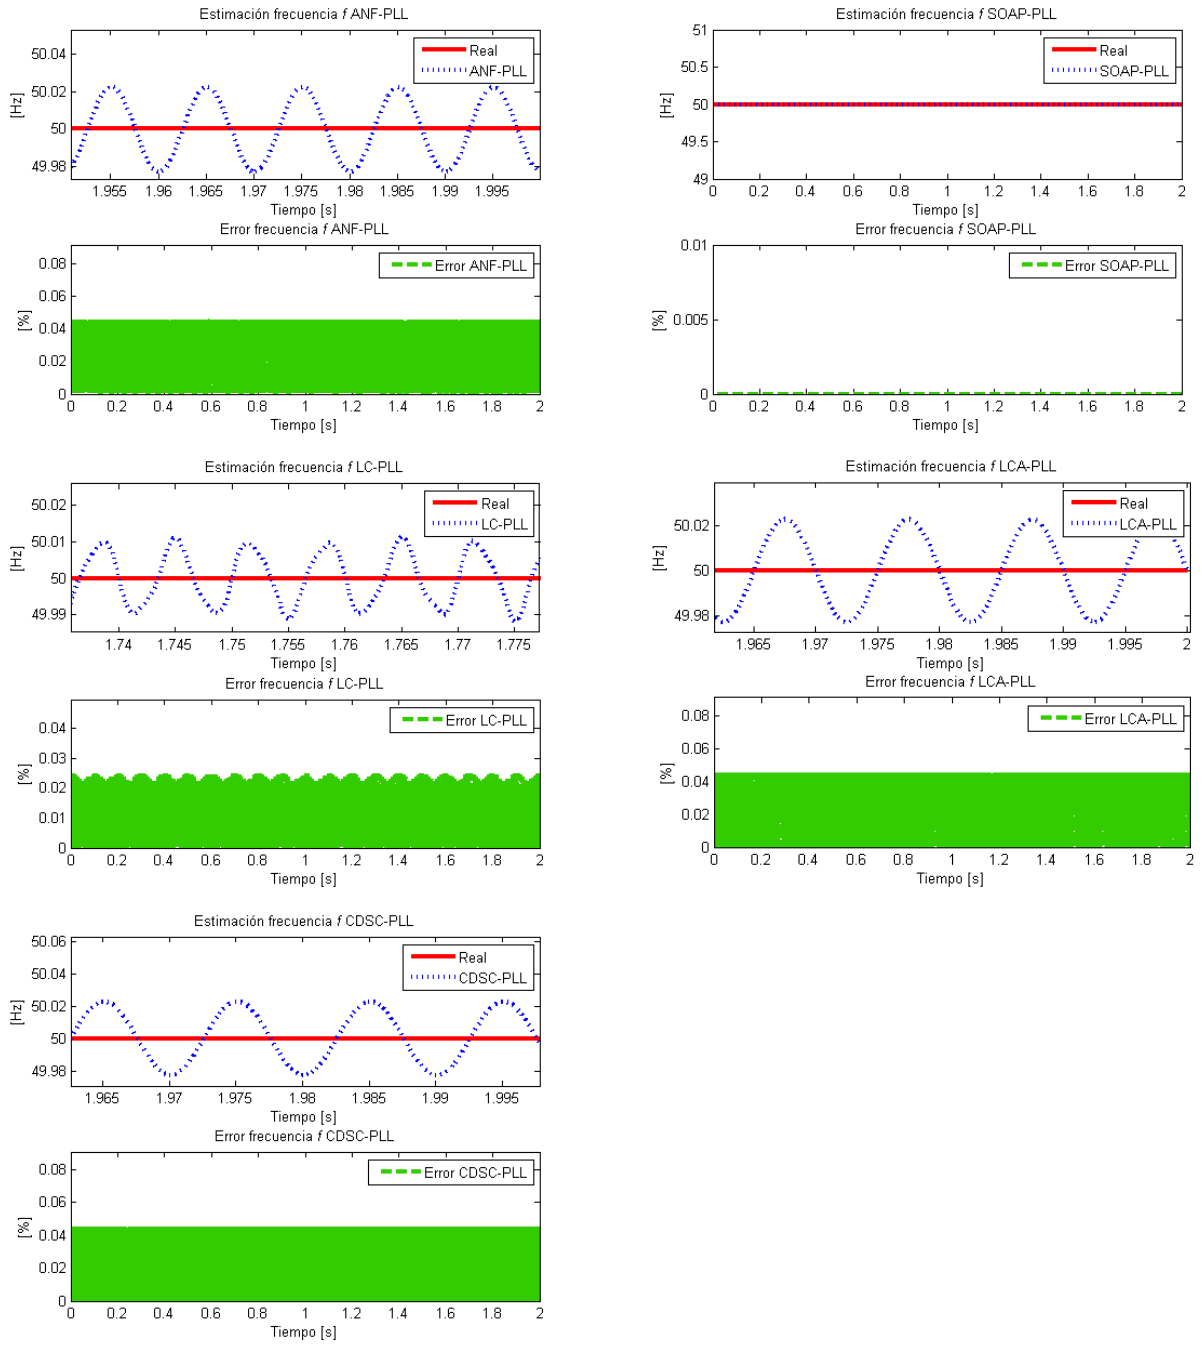 Estimación frecuencia f ANF-PLL
[Hz]
50.04
50.02
50
49.98
Real
ANF-PLL
1.955 1.96 1.965 1.97 1.975 1.98 1.985 1.99 1.995
Tiempo [s]
Error frecuencia f ANF-PLL
[%]
0.08
0.06
0.04
0.02
0
Error ANF-PLL
0 0.2 0.4 0.6 0.8 1 1.2 1.4 1.6 1.8 2
Tiempo [s]
Estimación frecuencia f SOAP-PLL
[Hz]
51
50.5
50
49.5
49
Real
SOAP-PLL
0 0.2 0.4 0.6 0.8 1 1.2 1.4 1.6 1.8 2
Tiempo [s]
Error frecuencia f SOAP-PLL
[%]
0.01
0.005
0
Error SOAP-PLL
0 0.2 0.4 0.6 0.8 1 1.2 1.4 1.6 1.8 2
Tiempo [s]
Estimación frecuencia f LC-PLL
[Hz]
50.02
50.01
50
49.99
Real
LC-PLL
1.74 1.745 1.75 1.755 1.76 1.765 1.77 1.775
Tiempo [s]
Error frecuencia f LC-PLL
[%]
0.04
0.03
0.02
0.01
0
Error LC-PLL
0 0.2 0.4 0.6 0.8 1 1.2 1.4 1.6 1.8 2
Tiempo [s]
Estimación frecuencia f LCA-PLL
[Hz]
50.02
50
49.98
Real
LCA-PLL
1.965 1.97 1.975 1.98 1.985 1.99 1.995 2
Tiempo [s]
Error frecuencia f LCA-PLL
[%]
0.08
0.06
0.04
0.02
0
Error LCA-PLL
0 0.2 0.4 0.6 0.8 1 1.2 1.4 1.6 1.8 2
Tiempo [s]
Estimación frecuencia f CDSC-PLL
[Hz]
50.06
50.04
50.02
50
49.98
Real
CDSC-PLL
1.965 1.97 1.975 1.98 1.985 1.99 1.995
Tiempo [s]
Error frecuencia f CDSC-PLL
[%]
0.08
0.06
0.04
0.02
0
Error CDSC-PLL
0 0.2 0.4 0.6 0.8 1 1.2 1.4 1.6 1.8 2
Tiempo [s]